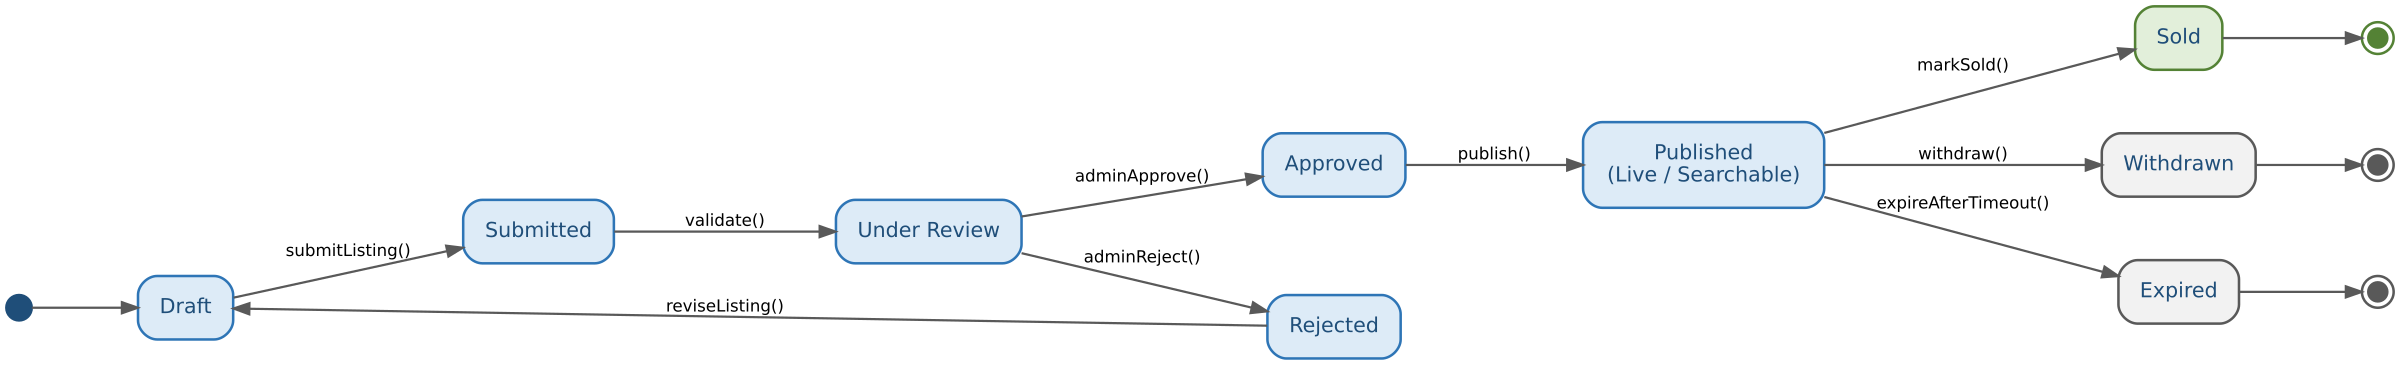 Draft
submitListing()
Submitted
validate()
Under Review
adminApprove()
adminReject()
reviseListing()
Approved
Rejected
publish()
Published
(Live / Searchable)
markSold()
withdraw()
expireAfterTimeout()
Sold
Withdrawn
Expired